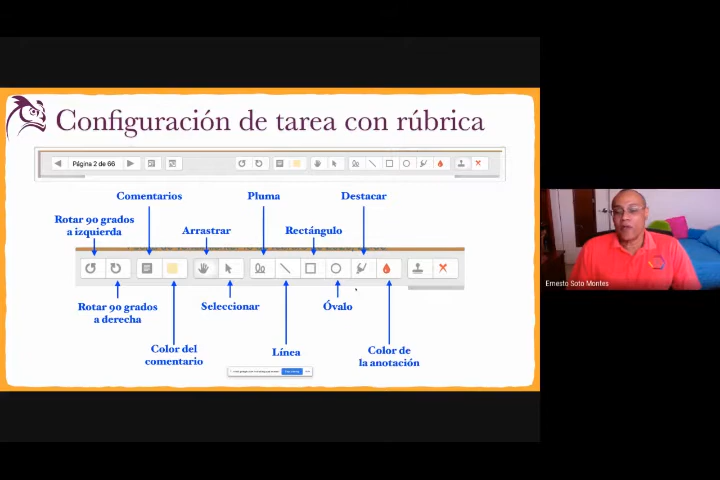 Configuración de tarea con rúbrica
Página 2 de 66
Comentarios
Pluma
Destacar
Rotar 90 grados
a izquierda
Arrastrar
Rectángulo
Rotar 90 grados
a derecha
Seleccionar
Óvalo
Color del
comentario
Línea
Color de
la anotación
Ernesto Soto Montes